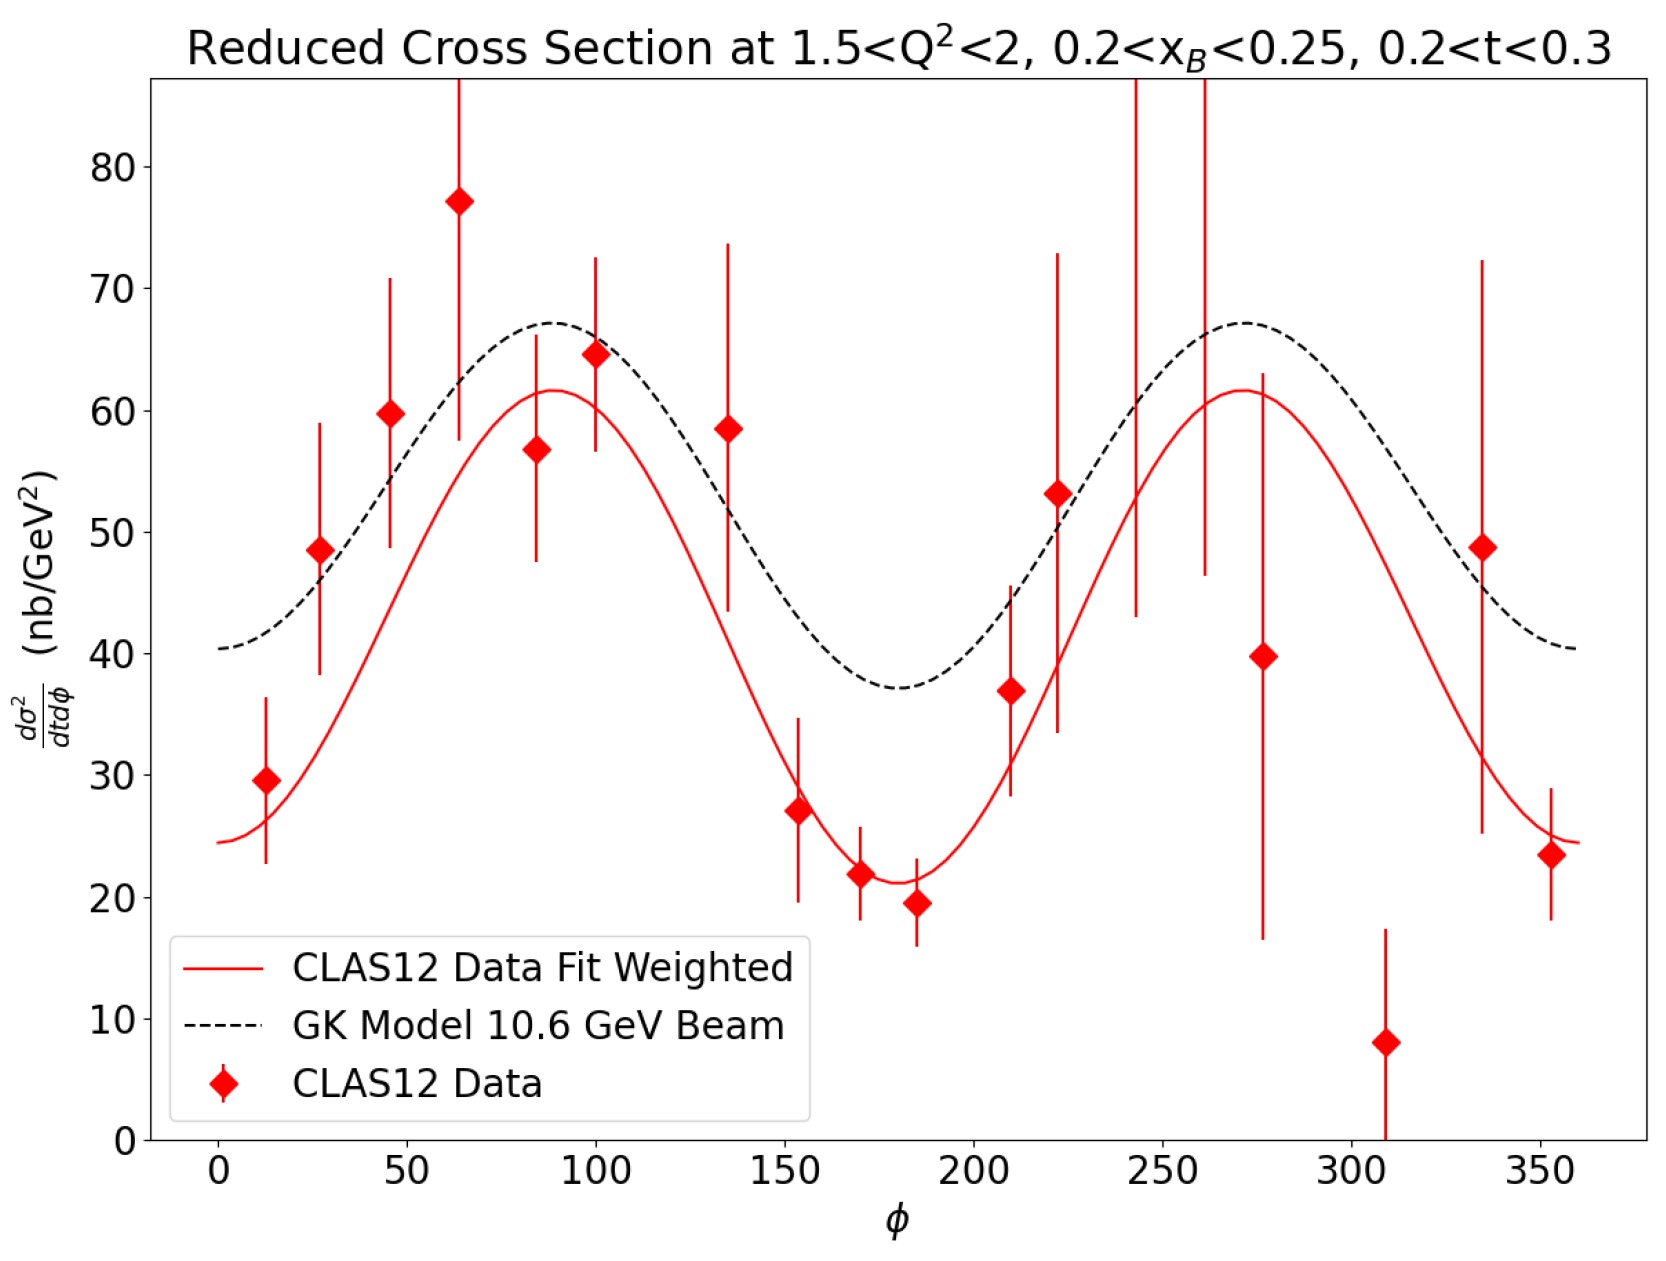 Reduced Cross Section at 1.5<Q²<2, 0.2<x_B<0.25, 0.2<t<0.3
80
70
60
50
40
30
20
10
0
dσ²/dtdϕ (nb/GeV²)
CLAS12 Data Fit Weighted
GK Model 10.6 GeV Beam
CLAS12 Data
0 50 100 150 200 250 300 350
ϕ